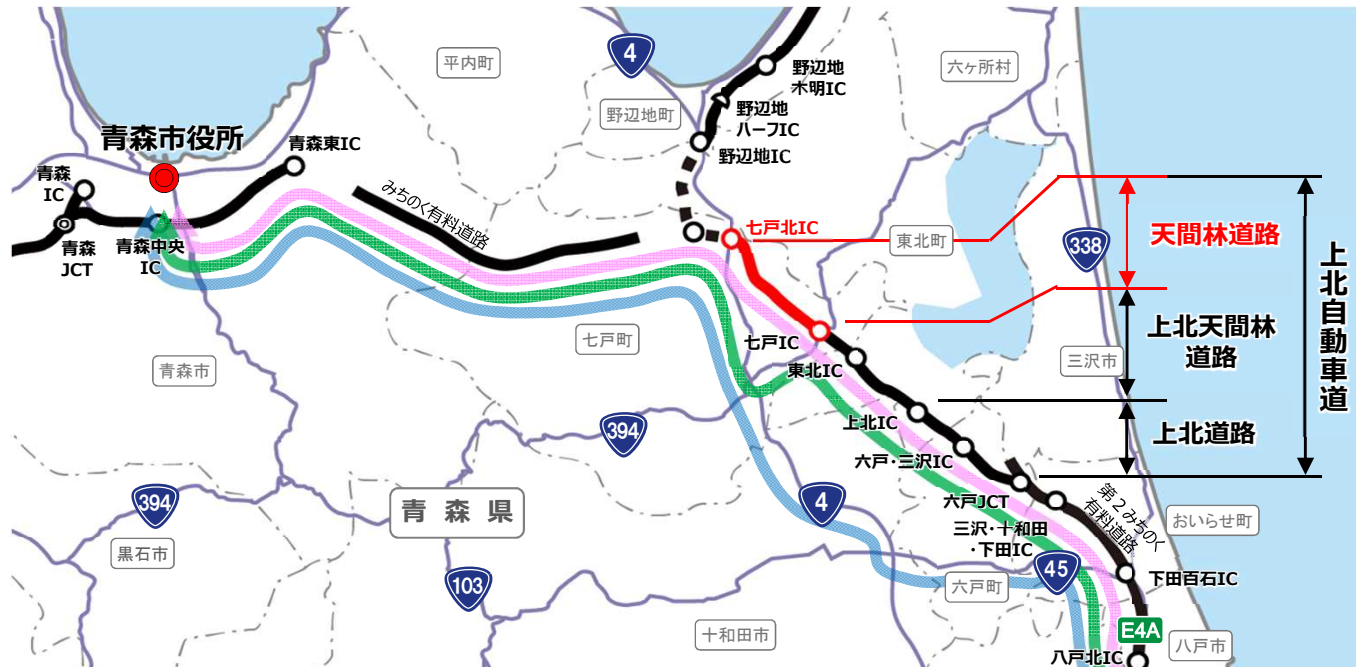 4
平内町
野辺地
木明IC
六ヶ所村
野辺地町
野辺地
ハーフIC
野辺地IC
青森市役所
青森東IC
青森
IC
みちのく有料道路
青森
JCT
青森中央
IC
七戸北IC
東北町
338
天間林道路
上北自動車道
七戸町
七戸IC
上北天間林
道路
三沢市
青森市
東北IC
394
上北IC
上北道路
六戸・三沢IC
394
青森県
4
六戸JCT
第2みちのく
有料道路
おいらせ町
三沢・十和田
・下田IC
黒石市
103
45
六戸町
下田百石IC
十和田市
E4A
八戸市
八戸北IC